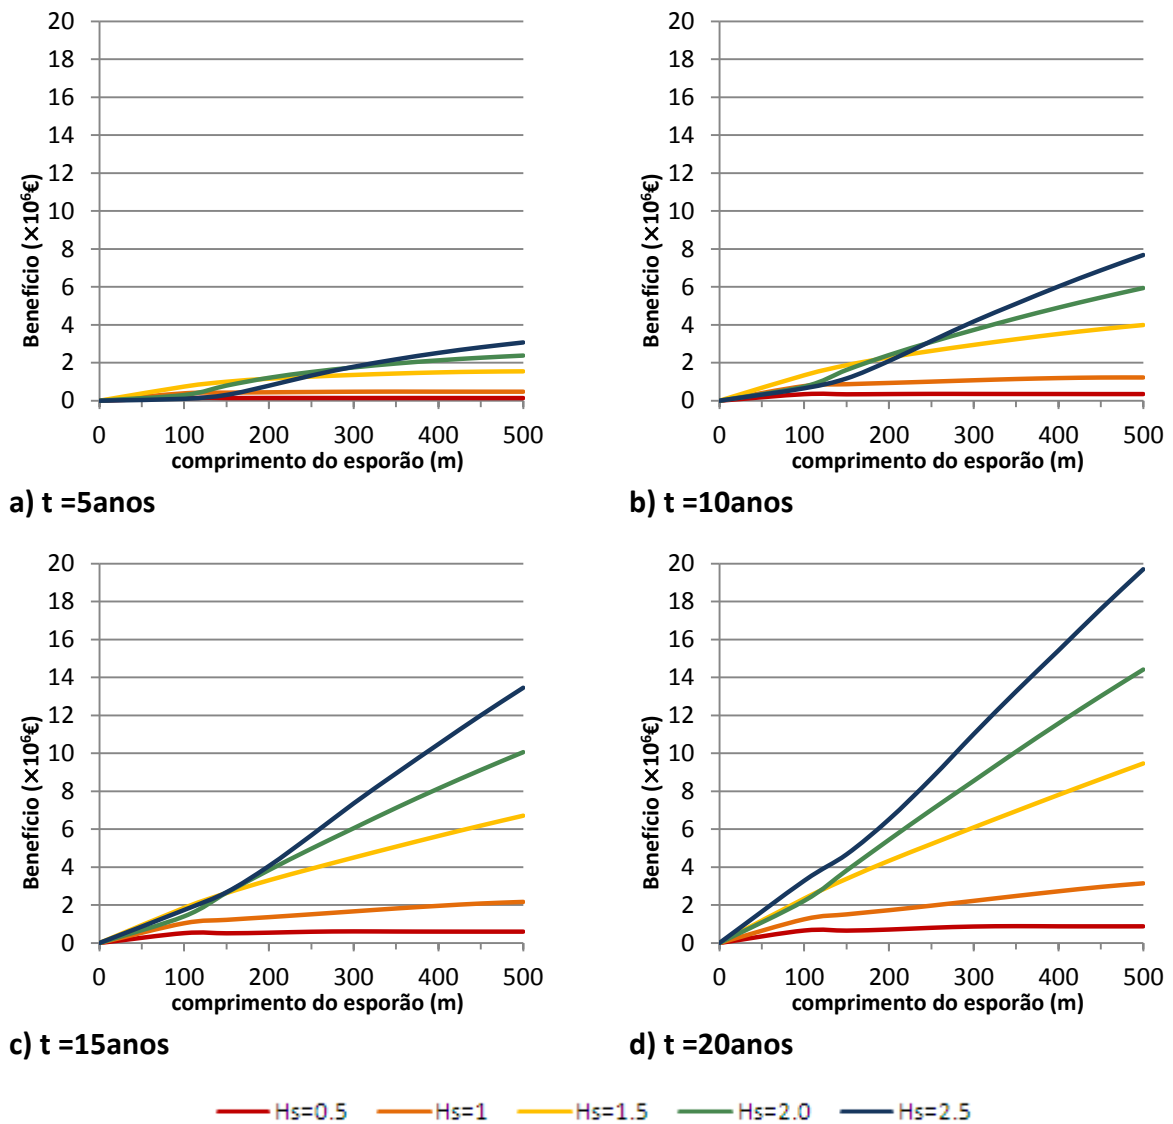 20
18
16
14
12
10
8
6
4
2
0
Benefício (×10⁶€)
0 100 200 300 400 500
comprimento do esporão (m)
a) t =5anos
20
18
16
14
12
10
8
6
4
2
0
Benefício (×10⁶€)
0 100 200 300 400 500
comprimento do esporão (m)
b) t =10anos
20
18
16
14
12
10
8
6
4
2
0
Benefício (×10⁶€)
0 100 200 300 400 500
comprimento do esporão (m)
c) t =15anos
20
18
16
14
12
10
8
6
4
2
0
Benefício (×10⁶€)
0 100 200 300 400 500
comprimento do esporão (m)
d) t =20anos
Hs=0.5 Hs=1 Hs=1.5 Hs=2.0 Hs=2.5